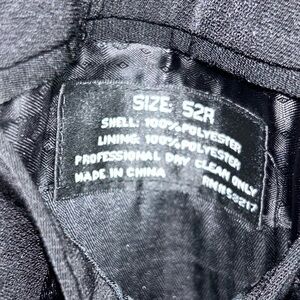 SIZE: 52R
SHELL: 100%POLYESTER
LINING: 100%POLYESTER
PROFESSIONAL DRY CLEAN ONLY
MADE IN CHINA